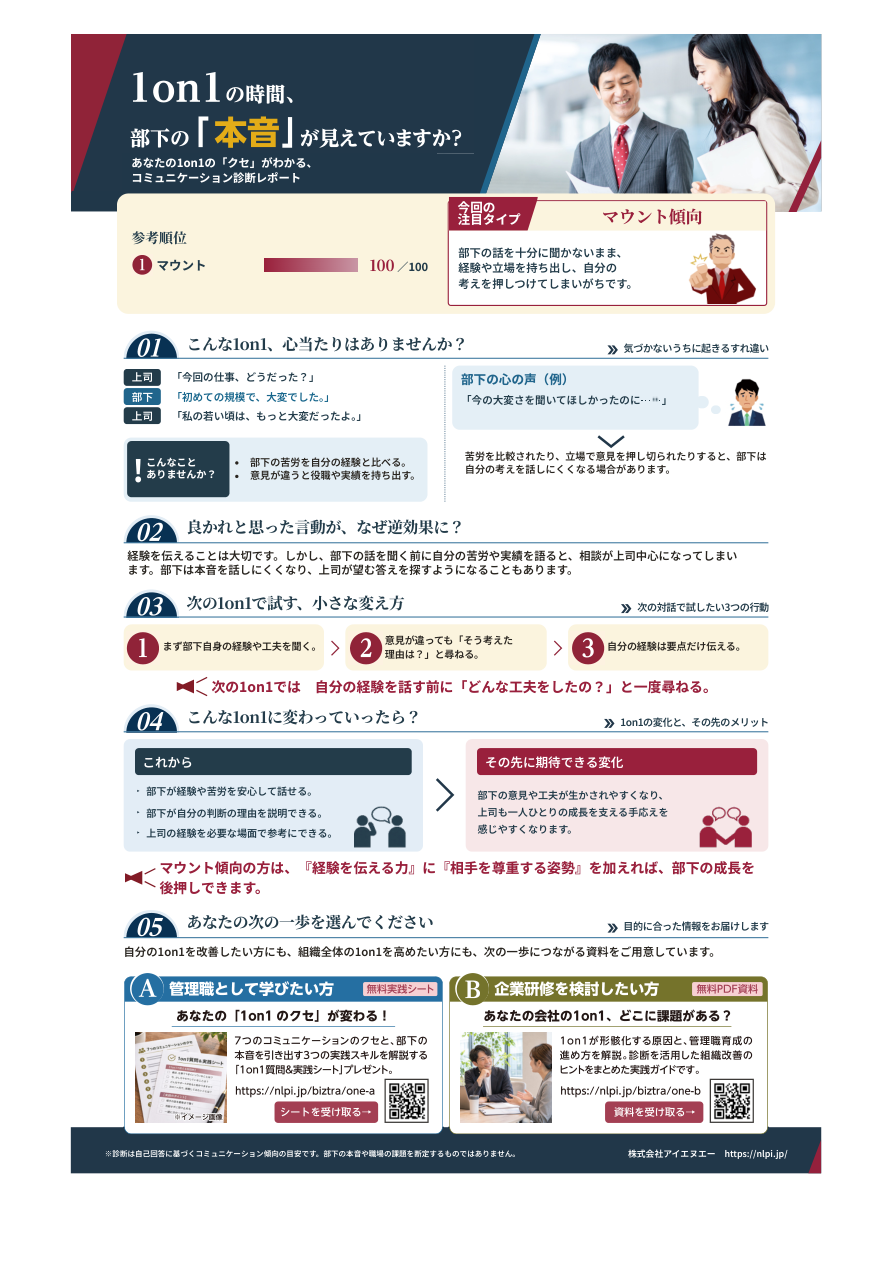 1on1の時間、
部下の「本音」が見えていますか?
あなたの1on1の「クセ」がわかる、
コミュニケーション診断レポート
参考順位
1 マウント 100 ／100
今回の
注目タイプ
マウント傾向
部下の話を十分に聞かないまま、
経験や立場を持ち出し、自分の
考えを押しつけてしまいがちです。
01 こんな1on1、心当たりはありませんか？
気づかないうちに起きるすれ違い
上司 「今回の仕事、どうだった？」
部下 「初めての規模で、大変でした。」
上司 「私の若い頃は、もっと大変だったよ。」
! こんなこと
ありませんか？
• 部下の苦労を自分の経験と比べる。
• 意見が違うと役職や実績を持ち出す。
部下の心の声（例）
「今の大変さを聞いてほしかったのに……」
苦労を比較されたり、立場で意見を押し切られたりすると、部下は
自分の考えを話しにくくなる場合があります。
02 良かれと思った言動が、なぜ逆効果に？
経験を伝えることは大切です。しかし、部下の話を聞く前に自分の苦労や実績を語ると、相談が上司中心になってしまい
ます。部下は本音を話しにくくなり、上司が望む答えを探すようになることもあります。
03 次の1on1で試す、小さな変え方
次の対話で試したい3つの行動
1 まず部下自身の経験や工夫を聞く。
2 意見が違っても「そう考えた
理由は？」と尋ねる。
3 自分の経験は要点だけ伝える。
次の1on1では　自分の経験を話す前に「どんな工夫をしたの？」と一度尋ねる。
04 こんな1on1に変わっていったら？
1on1の変化と、その先のメリット
これから
・ 部下が経験や苦労を安心して話せる。
・ 部下が自分の判断の理由を説明できる。
・ 上司の経験を必要な場面で参考にできる。
その先に期待できる変化
部下の意見や工夫が生かされやすくなり、
上司も一人ひとりの成長を支える手応えを
感じやすくなります。
マウント傾向の方は、『経験を伝える力』に『相手を尊重する姿勢』を加えれば、部下の成長を
後押しできます。
05 あなたの次の一歩を選んでください
目的に合った情報をお届けします
自分の1on1を改善したい方にも、組織全体の1on1を高めたい方にも、次の一歩につながる資料をご用意しています。
A 管理職として学びたい方 無料実践シート
あなたの「1on1 のクセ」が変わる！
7つのコミュニケーションのクセと、部下の
本音を引き出す3つの実践スキルを解説する
「1on1質問&実践シート」プレゼント。
https://nlpi.jp/biztra/one-a
シートを受け取る→
1on1質問&実践シート
※イメージ画像
B 企業研修を検討したい方 無料PDF資料
あなたの会社の1on1、どこに課題がある？
1on1が形骸化する原因と、管理職育成の
進め方を解説。診断を活用した組織改善の
ヒントをまとめた実践ガイドです。
https://nlpi.jp/biztra/one-b
資料を受け取る→
※診断は自己回答に基づくコミュニケーション傾向の目安です。部下の本音や職場の課題を断定するものではありません。
株式会社アイエヌエー　https://nlpi.jp/